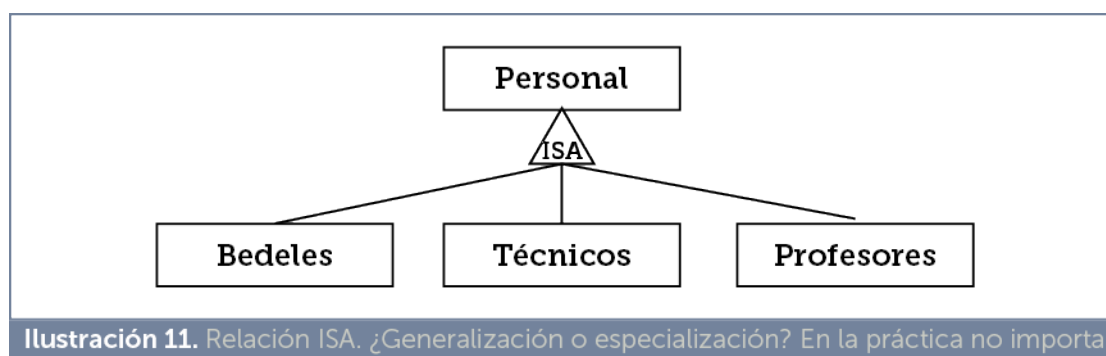 Personal
ISA
Bedeles Técnicos Profesores
Ilustración 11. Relación ISA. ¿Generalización o especialización? En la práctica no importa